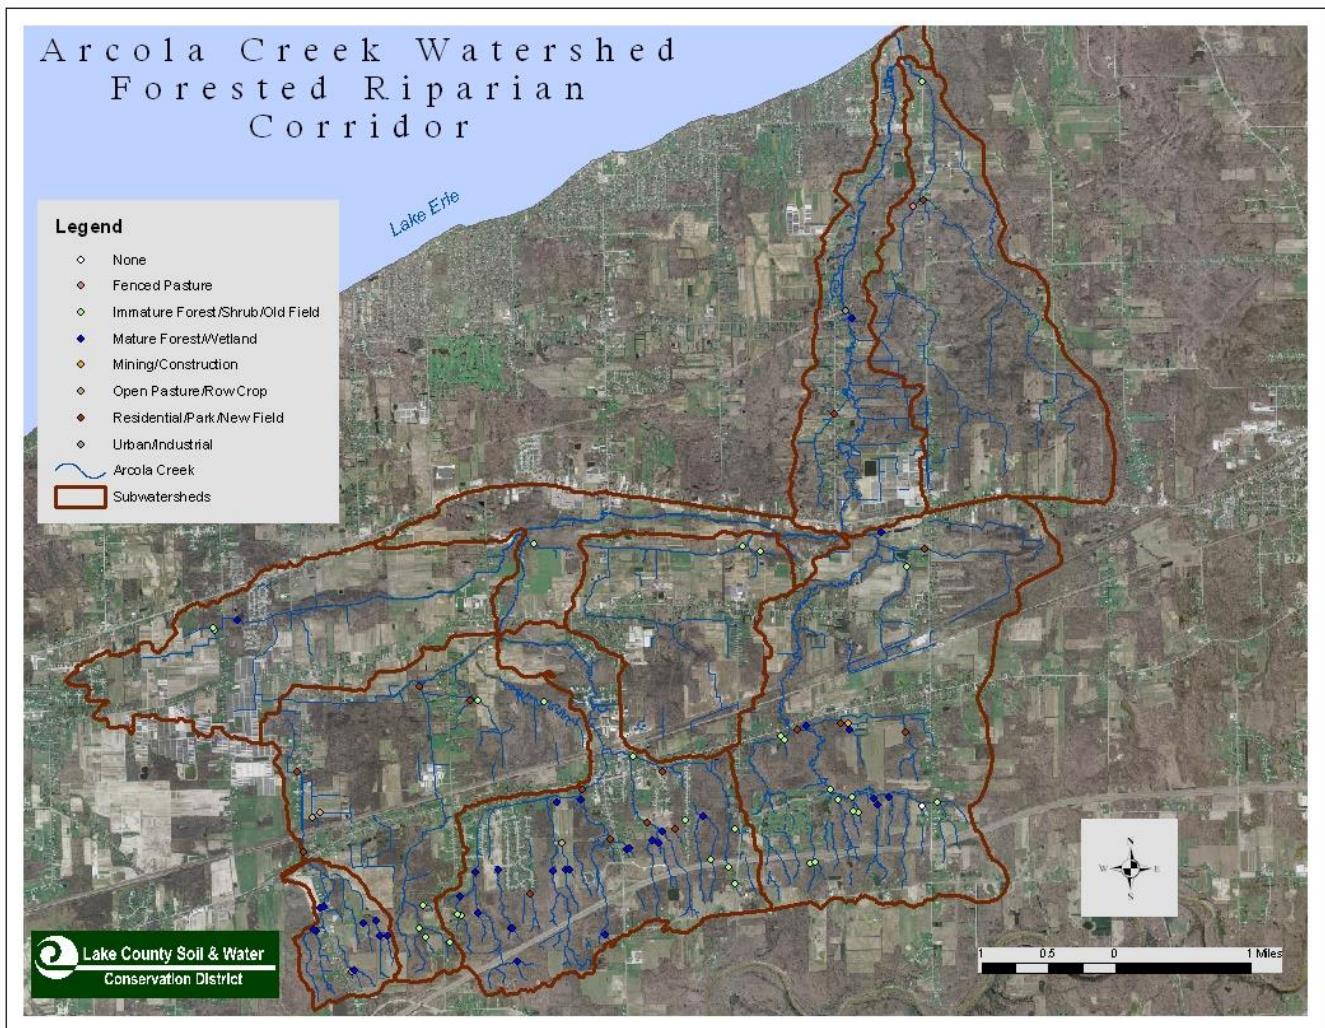 Arcola Creek Watershed
Forested Riparian
Corridor
Lake Erie
Legend
None
Fenced Pasture
Immature Forest/Shrub/Old Field
Mature Forest/Wetland
Mining/Construction
Open Pasture/Row Crop
Residential/Park/New Field
Urban/Industrial
Arcola Creek
Subwatersheds
N
W E
S
1 0.5 0 1 Miles
Lake County Soil & Water
Conservation District